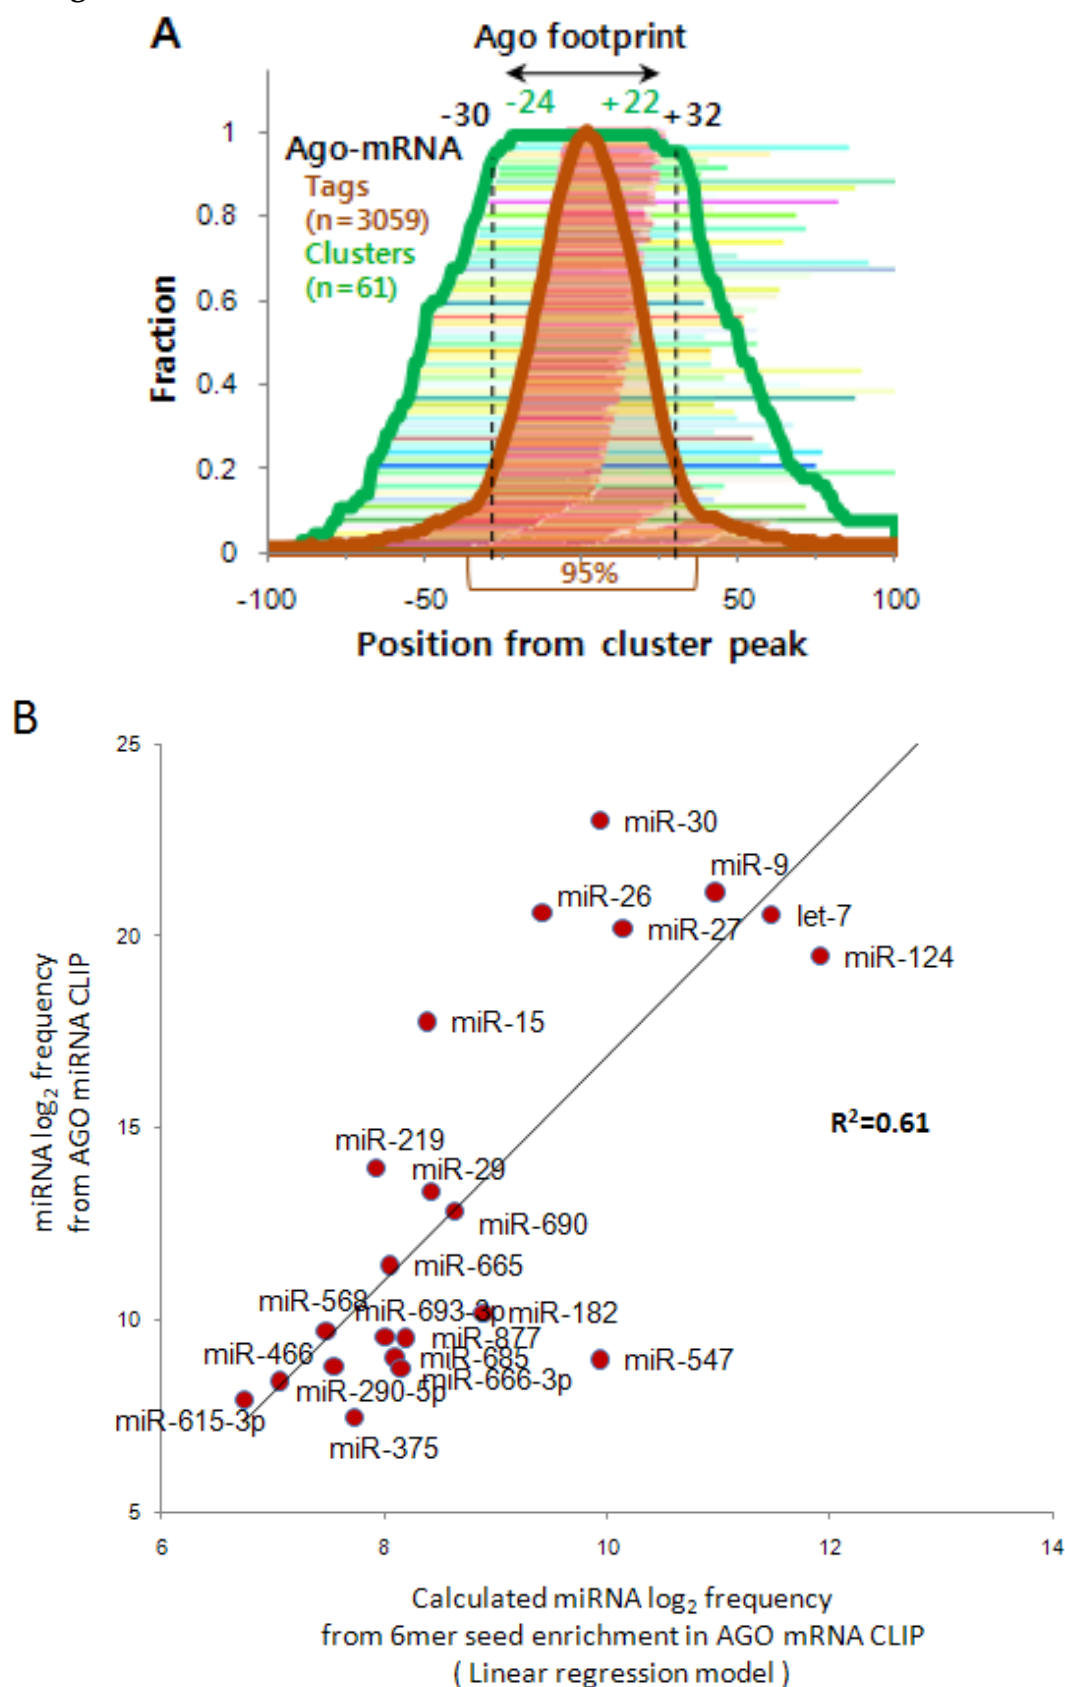 A
Ago footprint
-24 +22
-30 +32
1
Ago-mRNA
Tags
(n=3059)
Clusters
(n=61)
0.8
0.6
0.4
0.2
0
Fraction
95%
-100 -50 50 100
Position from cluster peak
B
25
20
15
10
5
miRNA log2 frequency
from AGO miRNA CLIP
miR-30
miR-9
miR-26
let-7
miR-27
miR-124
miR-15
R2=0.61
miR-219
miR-29
miR-690
miR-665
miR-568
miR-693-3p
miR-182
miR-877
miR-466
miR-685
miR-547
miR-666-3p
miR-290-5p
miR-615-3p
miR-375
6 8 10 12 14
Calculated miRNA log2 frequency
from 6mer seed enrichment in AGO mRNA CLIP
( Linear regression model )